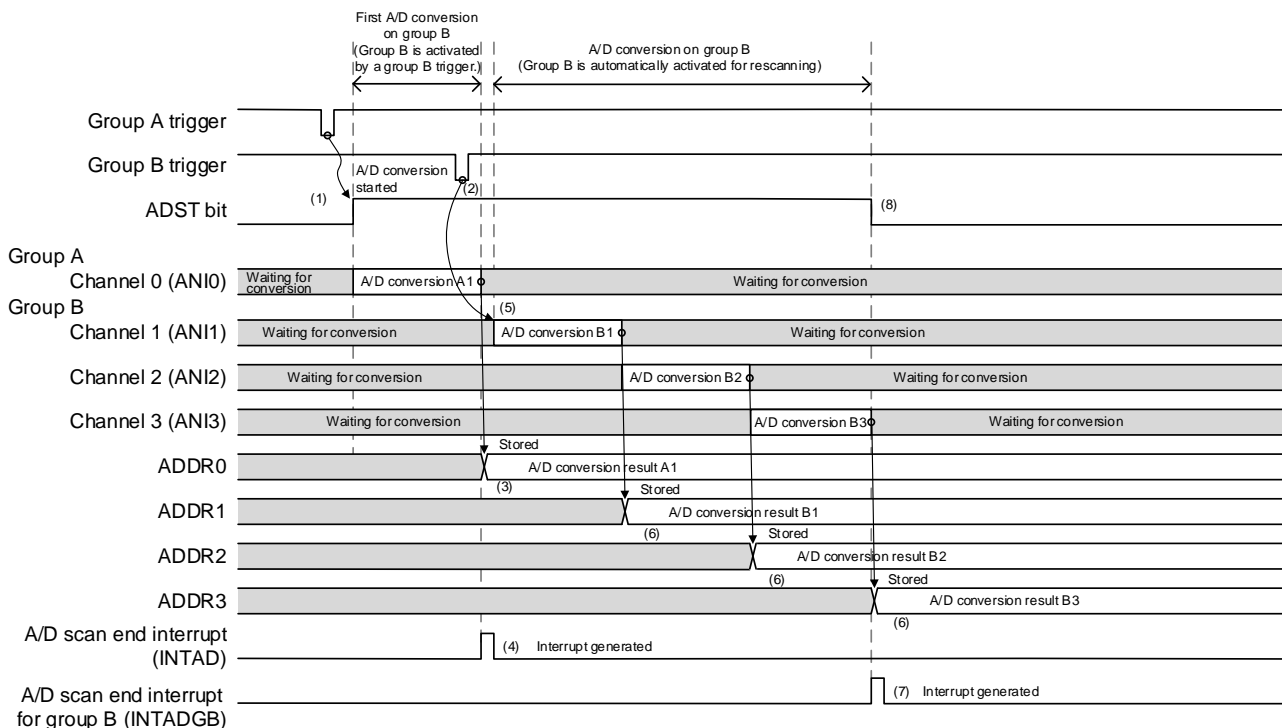 First A/D conversion
on group B
(Group B is activated
by a group B trigger.)
A/D conversion on group B
(Group B is automatically activated for rescanning)
Group A trigger
Group B trigger
A/D conversion
started
(2)
(1)
ADST bit
(8)
Group A
Channel 0 (ANI0)
Waiting for
conversion
A/D conversion A1
Waiting for conversion
Group B
(5)
Channel 1 (ANI1)
Waiting for conversion
A/D conversion B1
Waiting for conversion
Channel 2 (ANI2)
Waiting for conversion
A/D conversion B2
Waiting for conversion
Channel 3 (ANI3)
Waiting for conversion
A/D conversion B3
Waiting for conversion
Stored
ADDR0
A/D conversion result A1
(3)
Stored
ADDR1
A/D conversion result B1
(6)
Stored
ADDR2
A/D conversion result B2
(6)
Stored
ADDR3
A/D conversion result B3
(6)
A/D scan end interrupt
(INTAD)
(4) Interrupt generated
A/D scan end interrupt
for group B (INTADGB)
(7) Interrupt generated